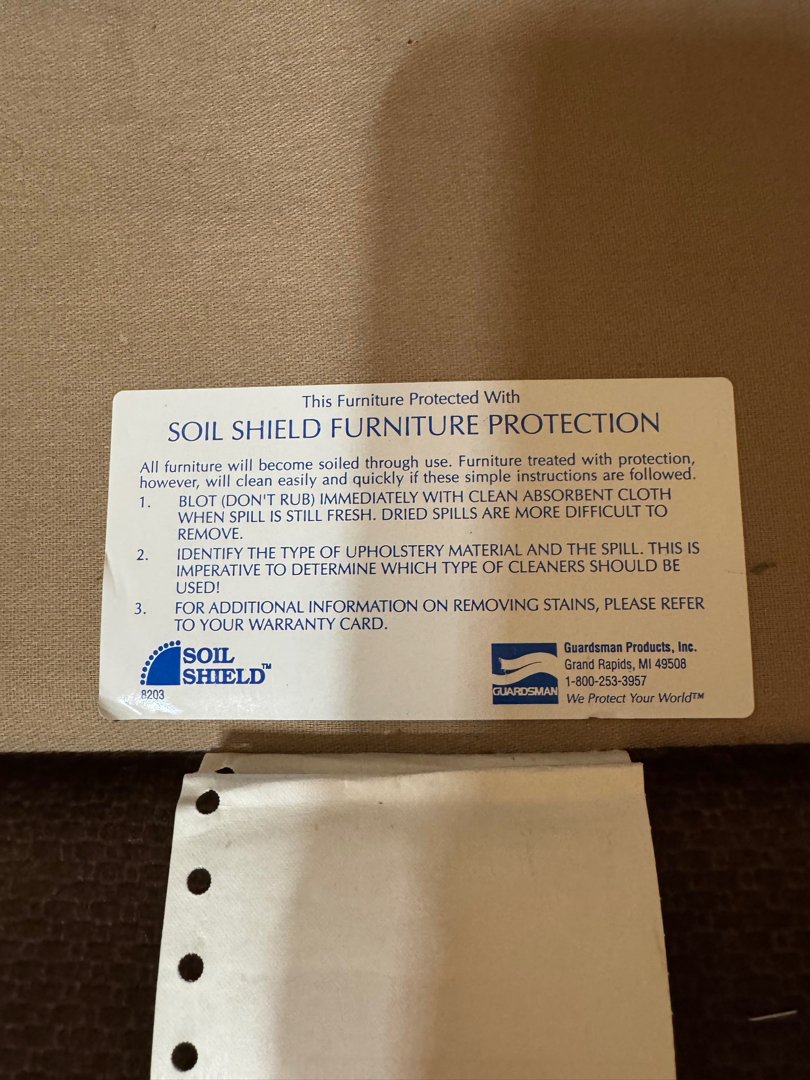 This Furniture Protected With
SOIL SHIELD FURNITURE PROTECTION
All furniture will become soiled through use. Furniture treated with protection,
however, will clean easily and quickly if these simple instructions are followed.
1. BLOT (DON'T RUB) IMMEDIATELY WITH CLEAN ABSORBENT CLOTH
WHEN SPILL IS STILL FRESH. DRIED SPILLS ARE MORE DIFFICULT TO
REMOVE.
2. IDENTIFY THE TYPE OF UPHOLSTERY MATERIAL AND THE SPILL. THIS IS
IMPERATIVE TO DETERMINE WHICH TYPE OF CLEANERS SHOULD BE
USED!
3. FOR ADDITIONAL INFORMATION ON REMOVING STAINS, PLEASE REFER
TO YOUR WARRANTY CARD.
SOIL
SHIELD™
8203
GUARDSMAN
Guardsman Products, Inc.
Grand Rapids, MI 49508
1-800-253-3957
We Protect Your World™